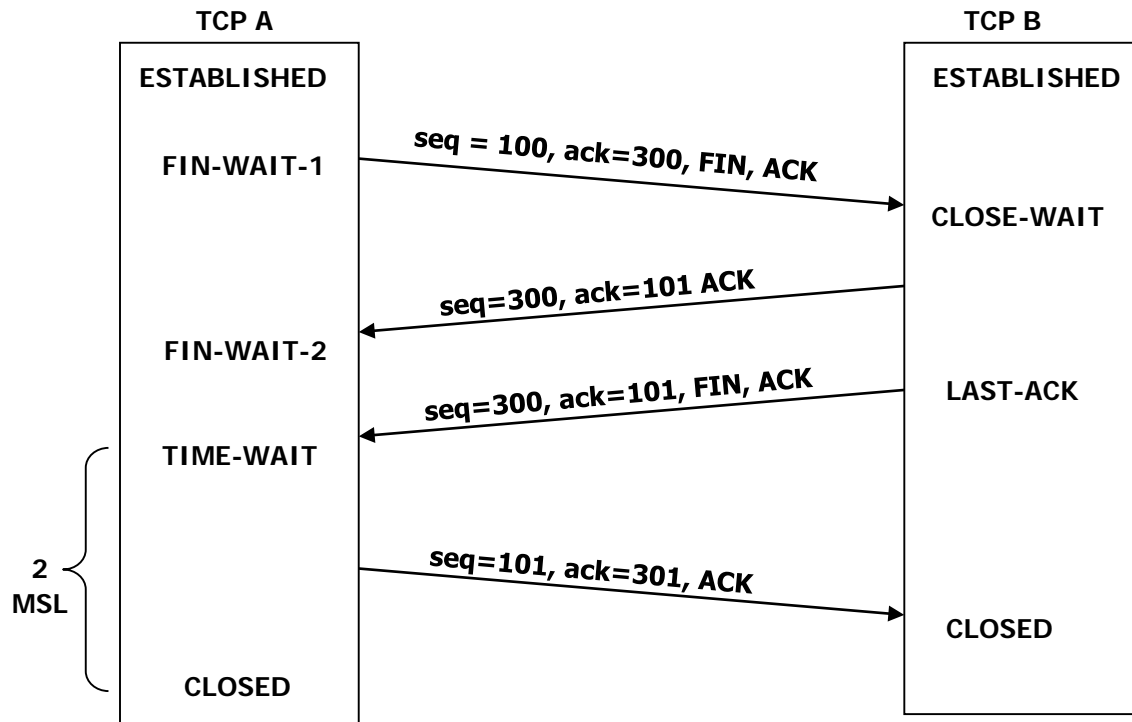 TCP A
TCP B
ESTABLISHED
ESTABLISHED
seq = 100, ack=300, FIN, ACK
FIN-WAIT-1
CLOSE-WAIT
seq=300, ack=101 ACK
FIN-WAIT-2
seq=300, ack=101, FIN, ACK
LAST-ACK
TIME-WAIT
seq=101, ack=301, ACK
2
MSL
CLOSED
CLOSED